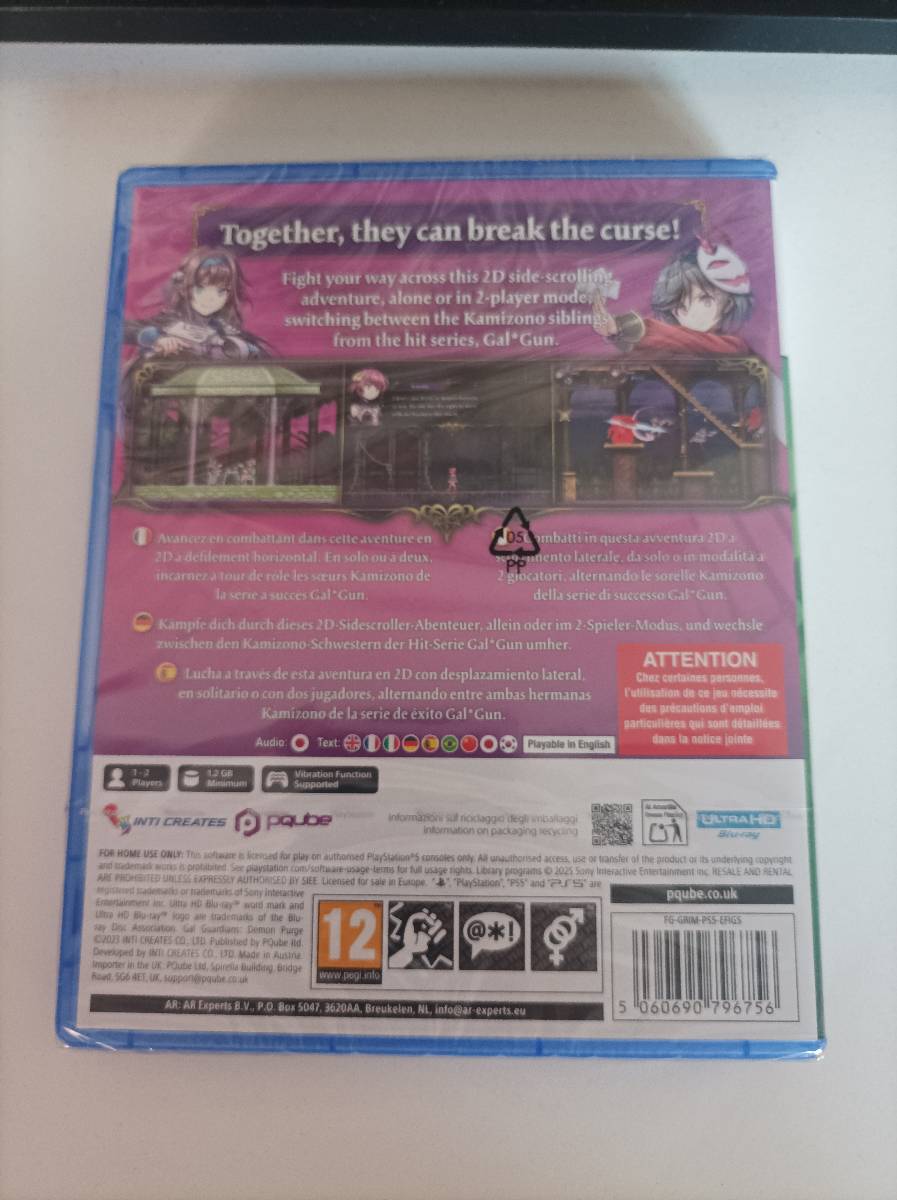 Together, they can break the curse!
Fight your way across this 2D side-scrolling
adventure, alone or in 2-player mode,
switching between the Kamizono siblings
from the hit series, Gal*Gun.
Avancez en combattant dans cette aventure en
2D à défilement horizontal. En solo ou à deux,
incarnez à tour de rôle les sœurs Kamizono de
la série à succès Gal*Gun.
Combatti in questa avventura 2D a
scorrimento laterale, da solo o in modalità a
2 giocatori, alternando le sorelle Kamizono
della serie di successo Gal*Gun.
05
PP
Kämpfe dich durch dieses 2D-Sidescroller-Abenteuer, allein oder im 2-Spieler-Modus, und wechsle
zwischen den Kamizono-Schwestern der Hit-Serie Gal*Gun umher.
Lucha a través de esta aventura en 2D con desplazamiento lateral,
en solitario o con dos jugadores, alternando entre ambas hermanas
Kamizono de la serie de éxito Gal*Gun.
ATTENTION
Chez certaines personnes,
l'utilisation de ce jeu nécessite
des précautions d'emploi
particulières qui sont détaillées
dans la notice jointe
Audio: Text: Playable in English
1 - 2
Players
1.2 GB
Minimum
Vibration Function
Supported
INTI CREATES
PQube
Informazioni sul riciclaggio degli imballaggi
Information on packaging recycling
ULTRA HD
Blu-ray
FOR HOME USE ONLY: This software is licensed for play on authorised PlayStation®5 consoles only. All unauthorised access, use or transfer of the product or its underlying copyright
and trademark works is prohibited. See playstation.com/software-usage-terms for full usage rights. Library programs © 2025 Sony Interactive Entertainment Inc. RESALE AND RENTAL
ARE PROHIBITED UNLESS EXPRESSLY AUTHORISED BY SIEE. Licensed for sale in Europe. "PlayStation", "PS5" and "PS5" are
registered trademarks or trademarks of Sony Interactive
Entertainment Inc. Ultra HD Blu-ray™ word mark and
Ultra HD Blu-ray™ logo are trademarks of the Blu-
ray Disc Association. Gal Guardians: Demon Purge
©2023 INTI CREATES CO., LTD. Published by PQube ltd.
Developed by INTI CREATES CO., LTD. Made in Austria.
Importer in the UK: PQube Ltd, Spirella Building, Bridge
Road, SG6 4ET, UK, support@pqube.co.uk
12
www.pegi.info
@*!
pqube.co.uk
FG-GRIM-PS5-EFIGS
5 060690 796756
AR: AR Experts B.V., P.O. Box 5047, 3620AA, Breukelen, NL, info@ar-experts.eu